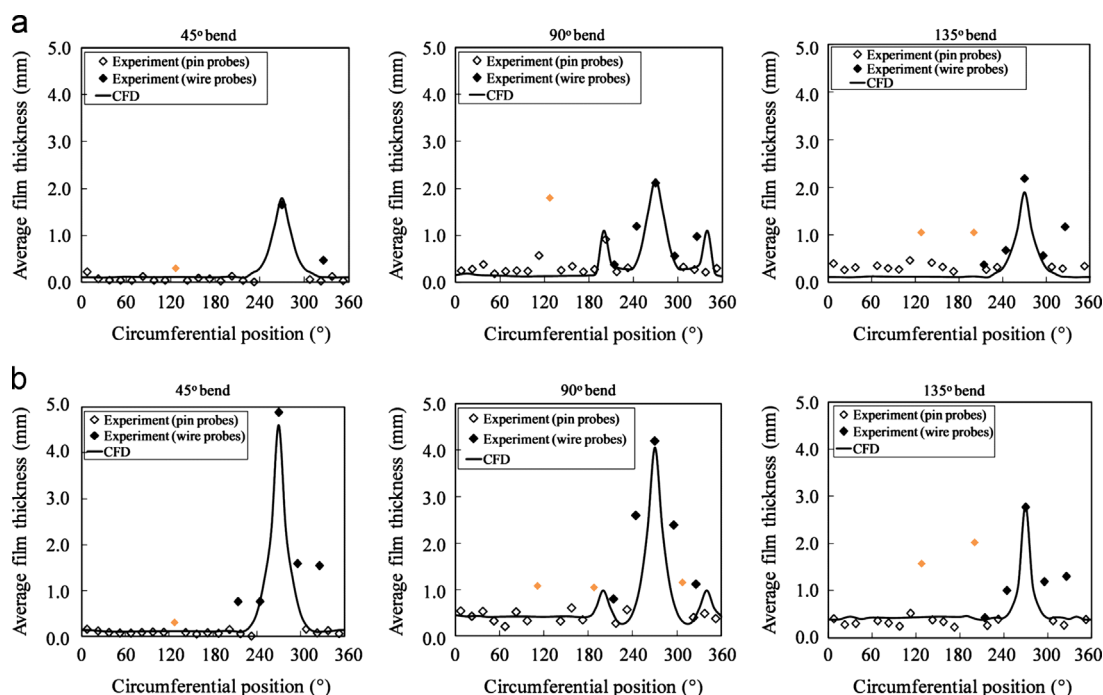 a
45º bend
Average film thickness (mm)
5.0
4.0
3.0
2.0
1.0
0.0
Experiment (pin probes)
Experiment (wire probes)
CFD
0 60 120 180 240 300 360
Circumferential position (°)
90º bend
Average film thickness (mm)
5.0
4.0
3.0
2.0
1.0
0.0
Experiment (pin probes)
Experiment (wire probes)
CFD
0 60 120 180 240 300 360
Circumferential position (°)
135º bend
Average film thickness (mm)
5.0
4.0
3.0
2.0
1.0
0.0
Experiment (pin probes)
Experiment (wire probes)
CFD
0 60 120 180 240 300 360
Circumferential position (°)
b
45º bend
Average film thickness (mm)
5.0
4.0
3.0
2.0
1.0
0.0
Experiment (pin probes)
Experiment (wire probes)
CFD
0 60 120 180 240 300 360
Circumferential position (°)
90º bend
Average film thickness (mm)
5.0
4.0
3.0
2.0
1.0
0.0
Experiment (pin probes)
Experiment (wire probes)
CFD
0 60 120 180 240 300 360
Circumferential position (°)
135º bend
Average film thickness (mm)
5.0
4.0
3.0
2.0
1.0
0.0
Experiment (pin probes)
Experiment (wire probes)
CFD
0 60 120 180 240 300 360
Circumferential position (°)